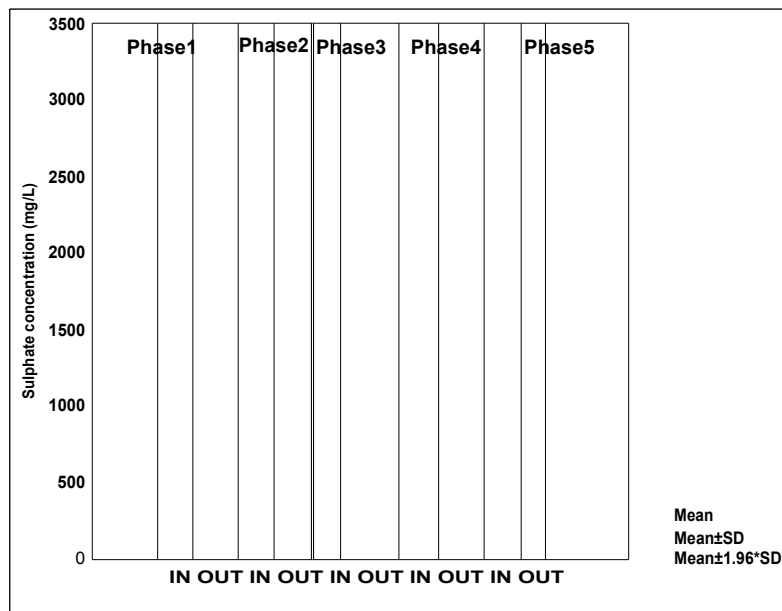 3500
Phase1 Phase2 Phase3 Phase4 Phase5
3000
2500
2000
1500
1000
500
0
Sulphate concentration (mg/L)
IN OUT IN OUT IN OUT IN OUT IN OUT
Mean
Mean±SD
Mean±1.96*SD